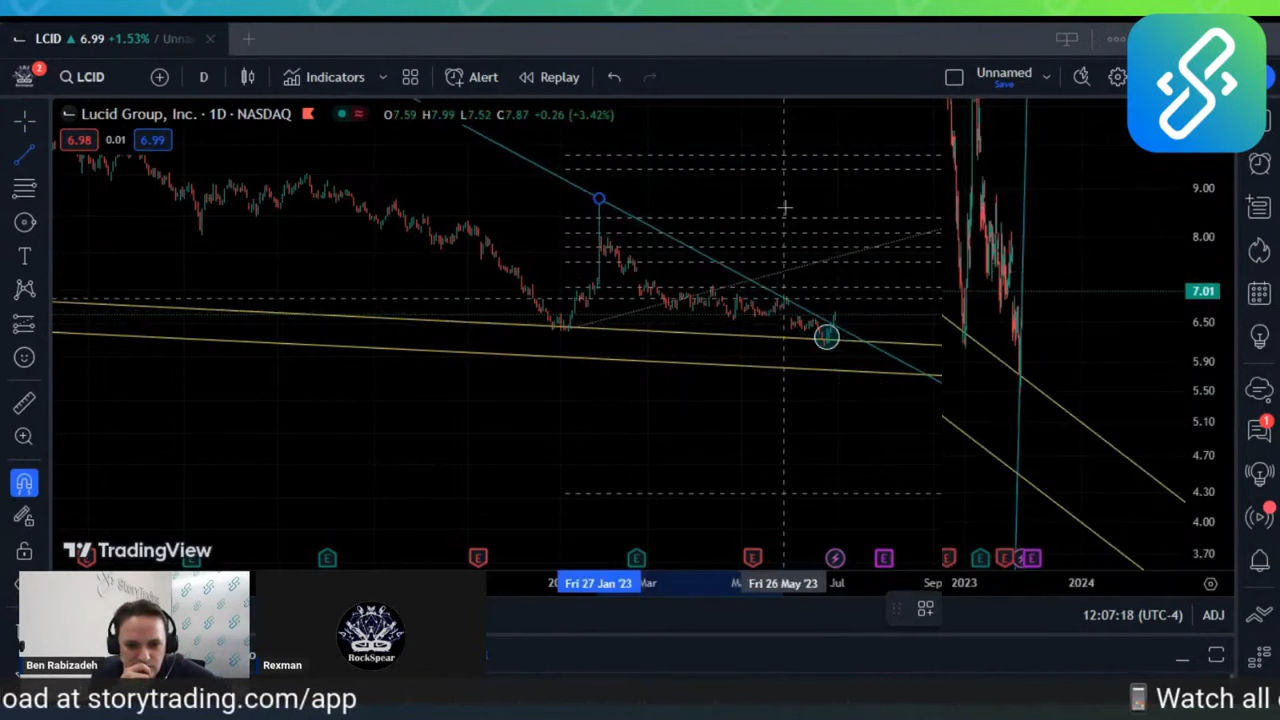 LCID ▲ 6.99 +1.53% / Unna
2
LCID
D
Indicators
Alert
Replay
Unnamed
Save
Lucid Group, Inc. · 1D · NASDAQ
O7.59 H7.99 L7.52 C7.87 -0.26 (+3.42%)
6.98
0.01
6.99
9.00
8.00
7.01
6.50
5.90
5.50
5.10
4.70
4.30
4.00
3.70
1
T
TradingView
E
E
E
E
E
E
E
E
E
E
Fri 27 Jan '23
Mar
Fri 26 May '23
Jul
Sep
2023
2024
12:07:18 (UTC-4)
ADJ
StoryTrading
Ben Rabizadeh
RockSpear
Rexman
oad at storytrading.com/app
Watch all